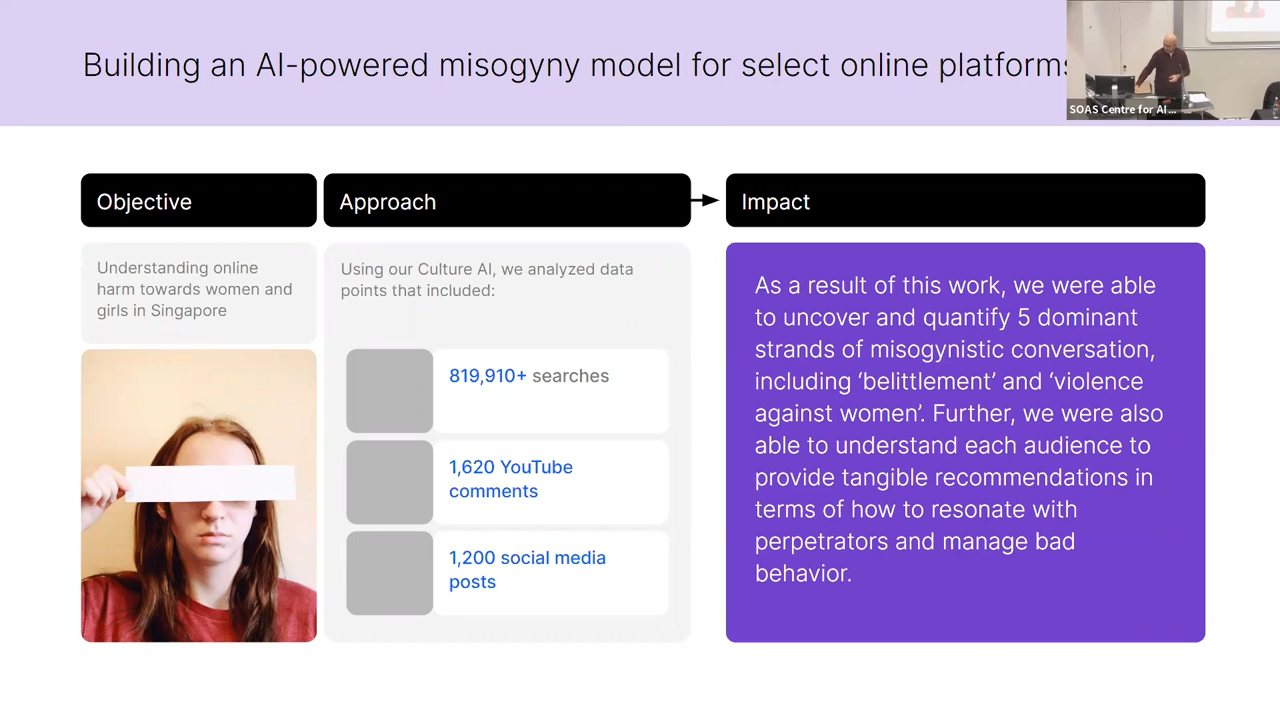 Building an AI-powered misogyny model for select online platforms
SOAS Centre for AI...
Objective
Approach
Impact
Understanding online
harm towards women and
girls in Singapore
Using our Culture AI, we analyzed data
points that included:
819,910+ searches
1,620 YouTube
comments
1,200 social media
posts
As a result of this work, we were able
to uncover and quantify 5 dominant
strands of misogynistic conversation,
including ‘belittlement’ and ‘violence
against women’. Further, we were also
able to understand each audience to
provide tangible recommendations in
terms of how to resonate with
perpetrators and manage bad
behavior.